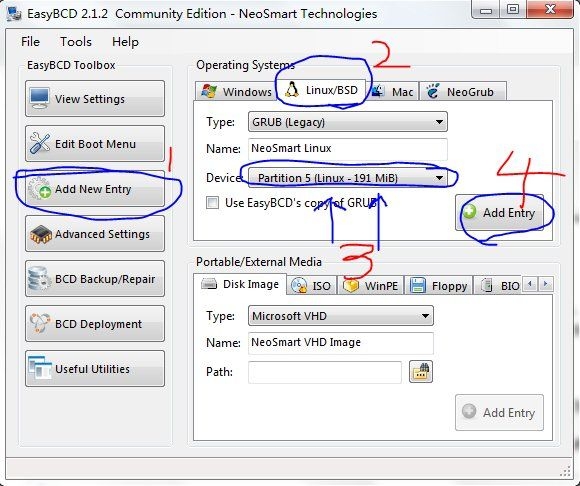 EasyBCD 2.1.2 Community Edition - NeoSmart Technologies
File Tools Help
EasyBCD Toolbox
View Settings
Edit Boot Menu
1
Add New Entry
Advanced Settings
BCD Backup/Repair
BCD Deployment
Useful Utilities
Operating Systems
2
Windows Linux/BSD Mac NeoGrub
Type: GRUB (Legacy)
Name: NeoSmart Linux
Device: Partition 5 (Linux - 191 MiB)
Use EasyBCD's copy of GRUB
4
Add Entry
3
Portable/External Media
Disk Image ISO WinPE Floppy BIO
Type: Microsoft VHD
Name: NeoSmart VHD Image
Path:
Add Entry